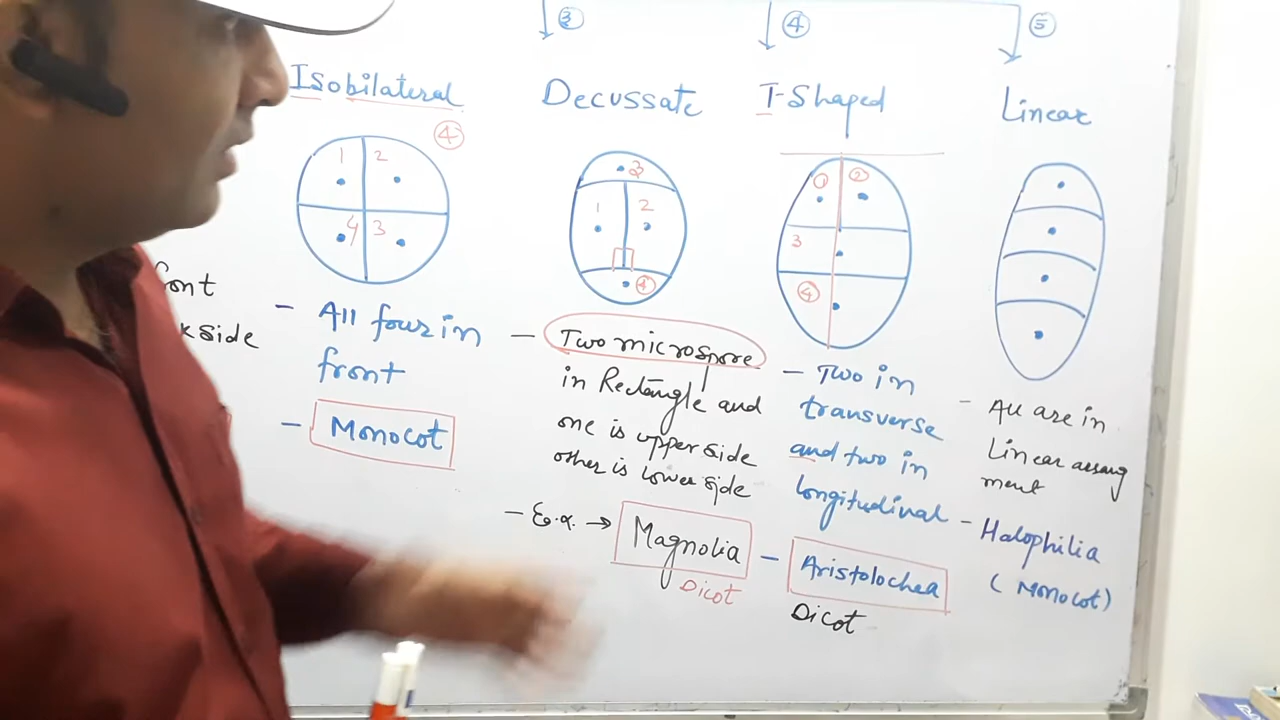 ③ ④ ⑤
Isobilateral
④
1 2
4 3
All four in
front
- Monocot
Decussate
3
1 2
④
- Two microspore
in Rectangle and
one is upper side
other is lower side
- E.x. → Magnolia
Dicot
T-Shaped
① ②
3
④
- Two in
transverse
and two in
longitudinal
- Aristolochea
Dicot
Linear
- All are in
Linear arrang
ment
- Halophilia
(Monocot)